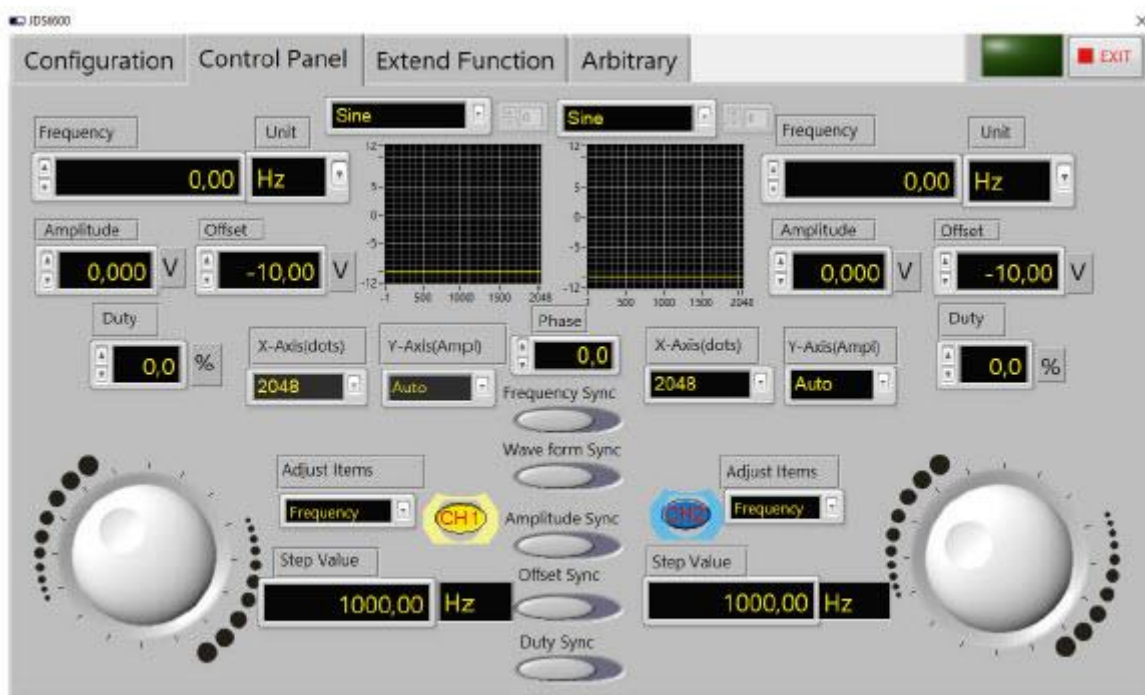 JDS6600
Configuration
Control Panel
Extend Function
Arbitrary
EXIT
Sine
Sine
Frequency
Unit
0,00
Hz
Amplitude
Offset
0,000
V
-10,00
V
Duty
0,0
%
12-
5-
0-
-5-
-12-
-1 500 1000 1500 2048
12-
5-
0-
-5-
-12-
-1 500 1000 1500 2048
Frequency
Unit
0,00
Hz
Amplitude
Offset
0,000
V
-10,00
V
Duty
0,0
%
X-Axis(dots)
2048
Y-Axis(Ampl)
Auto
Phase
0,0
X-Axis(dots)
2048
Y-Axis(Ampl)
Auto
Frequency Sync
Wave form Sync
Amplitude Sync
Offset Sync
Duty Sync
Adjust Items
Frequency
CH1
Step Value
1000,00
Hz
Adjust Items
CH2
Frequency
Step Value
1000,00
Hz